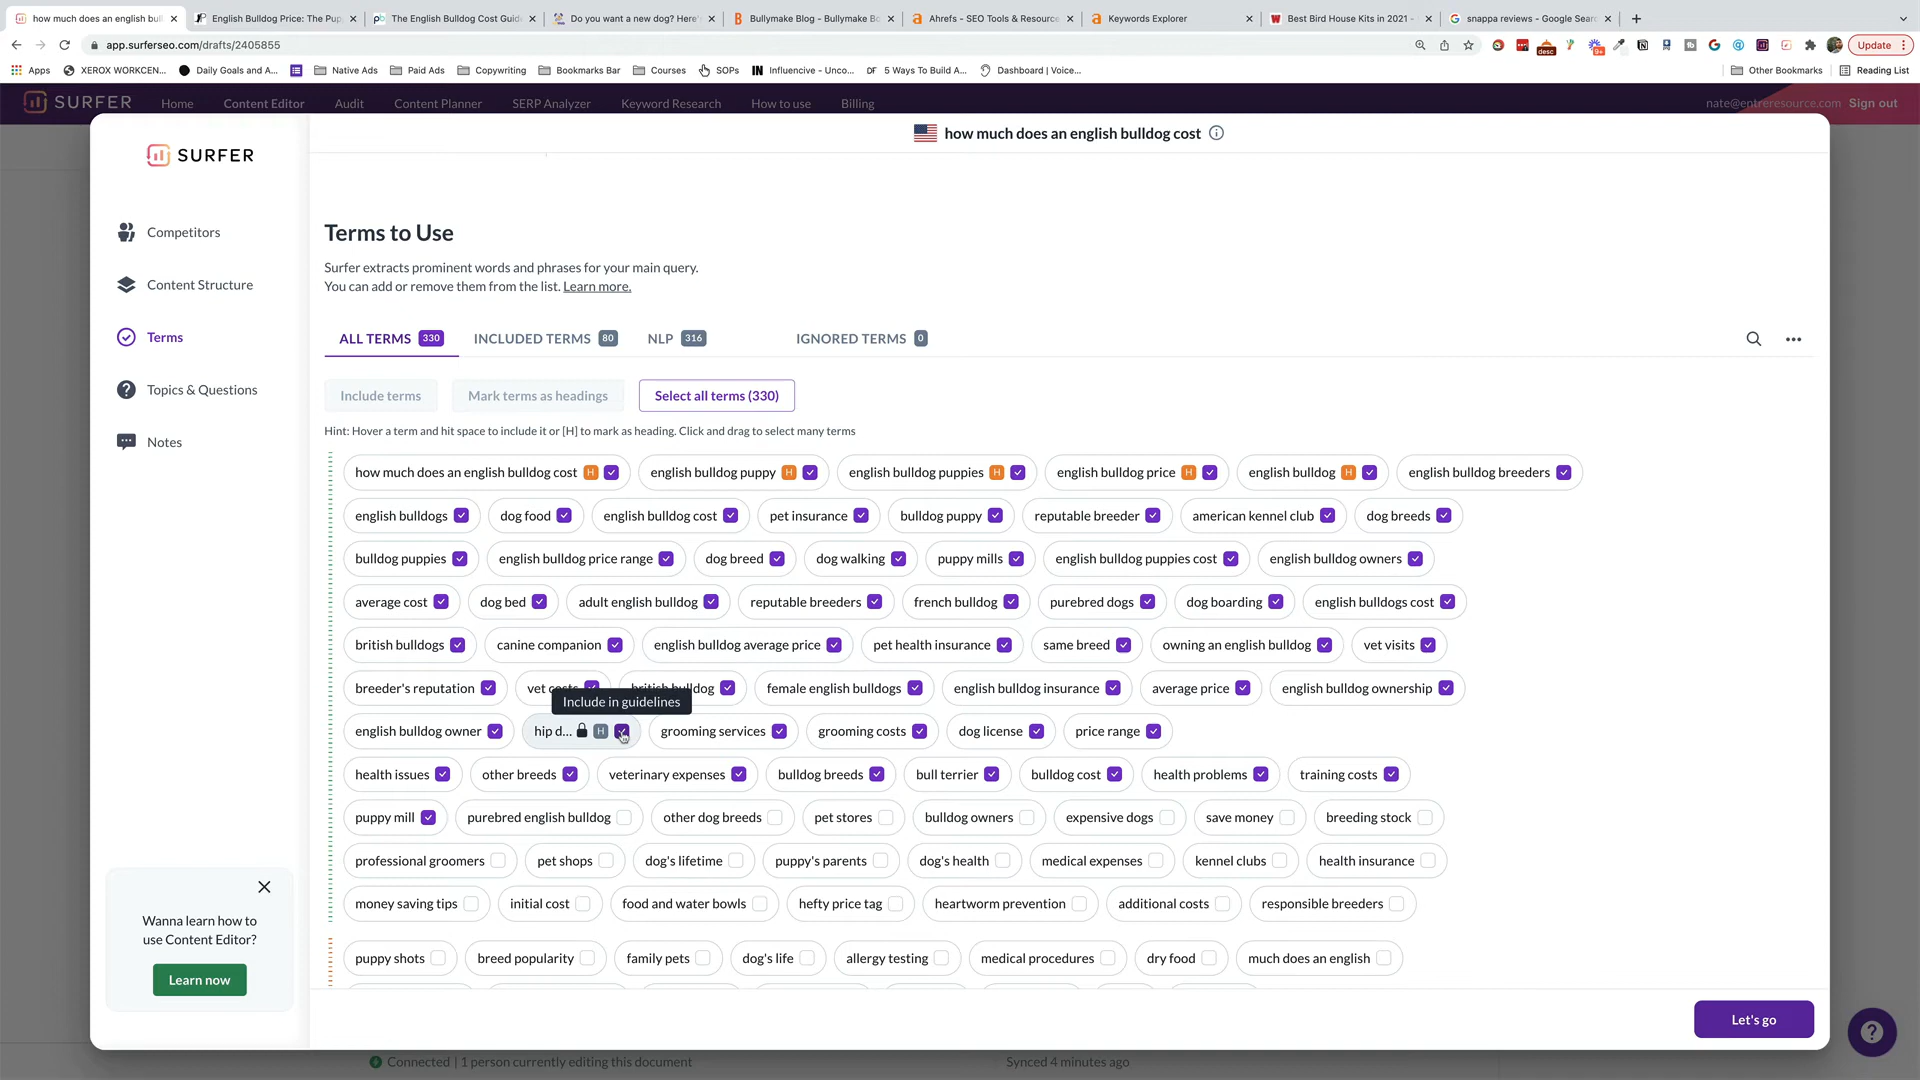 how much does an english bull
English Bulldog Price: The Pup
The English Bulldog Cost Guid
Do you want a new dog? Here'
Bullymake Blog - Bullymake Bo
Ahrefs - SEO Tools & Resource
Keywords Explorer
Best Bird House Kits in 2021 -
snappa reviews - Google Sear
app.surferseo.com/drafts/2405855
Update
Apps
XEROX WORKCEN...
Daily Goals and A...
Native Ads
Paid Ads
Copywriting
Bookmarks Bar
Courses
SOPs
Influencive - Unco...
5 Ways To Build A...
Dashboard | Voice...
Other Bookmarks
Reading List
SURFER
Home
Content Editor
Audit
Content Planner
SERP Analyzer
Keyword Research
How to use
Billing
nate@entreresource.com
Sign out
SURFER
how much does an english bulldog cost
Competitors
Content Structure
Terms
Topics & Questions
Notes
Terms to Use
Surfer extracts prominent words and phrases for your main query.
You can add or remove them from the list. Learn more.
ALL TERMS 330
INCLUDED TERMS 80
NLP 316
IGNORED TERMS 0
Include terms
Mark terms as headings
Select all terms (330)
Hint: Hover a term and hit space to include it or [H] to mark as heading. Click and drag to select many terms
how much does an english bulldog cost H
english bulldog puppy H
english bulldog puppies H
english bulldog price H
english bulldog H
english bulldog breeders
english bulldogs
dog food
english bulldog cost
pet insurance
bulldog puppy
reputable breeder
american kennel club
dog breeds
bulldog puppies
english bulldog price range
dog breed
dog walking
puppy mills
english bulldog puppies cost
english bulldog owners
average cost
dog bed
adult english bulldog
reputable breeders
french bulldog
purebred dogs
dog boarding
english bulldogs cost
british bulldogs
canine companion
english bulldog average price
pet health insurance
same breed
owning an english bulldog
vet visits
breeder's reputation
vet costs
british bulldog
female english bulldogs
english bulldog insurance
average price
english bulldog ownership
Include in guidelines
english bulldog owner
hip d... H
grooming services
grooming costs
dog license
price range
health issues
other breeds
veterinary expenses
bulldog breeds
bull terrier
bulldog cost
health problems
training costs
puppy mill
purebred english bulldog
other dog breeds
pet stores
bulldog owners
expensive dogs
save money
breeding stock
professional groomers
pet shops
dog's lifetime
puppy's parents
dog's health
medical expenses
kennel clubs
health insurance
money saving tips
initial cost
food and water bowls
hefty price tag
heartworm prevention
additional costs
responsible breeders
puppy shots
breed popularity
family pets
dog's life
allergy testing
medical procedures
dry food
much does an english
Wanna learn how to
use Content Editor?
Learn now
Let's go
Connected | 1 person currently editing this document
Synced 4 minutes ago